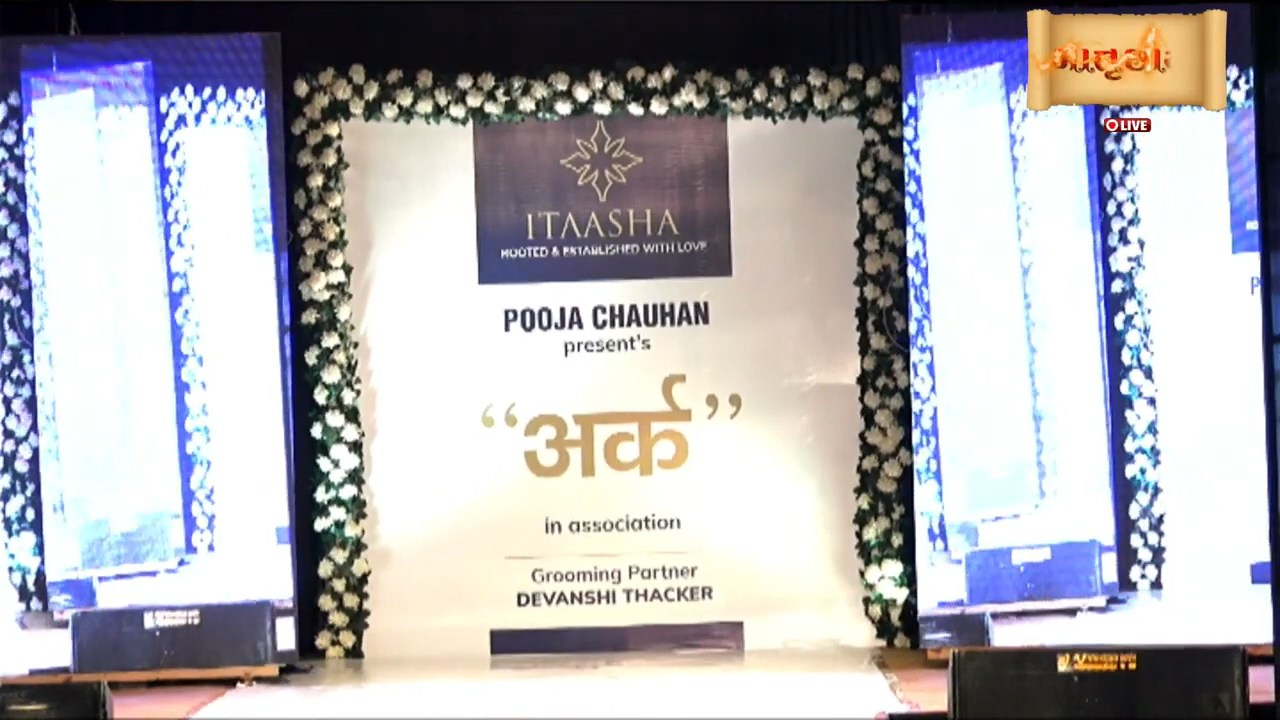 માતૃશ્રી
LIVE
ITAASHA
ROOTED & ESTABLISHED WITH LOVE
POOJA CHAUHAN
present's
“अर्क”
in association
Grooming Partner
DEVANSHI THACKER